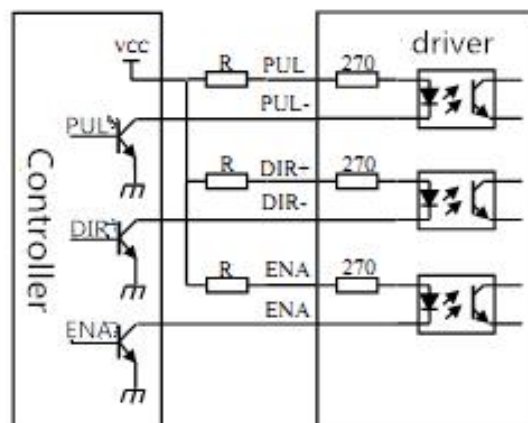 driver
vcc
R PUL 270
PUL-
PUL
R DIR+ 270
DIR-
DIR
R ENA 270
ENA
ENA
Controller